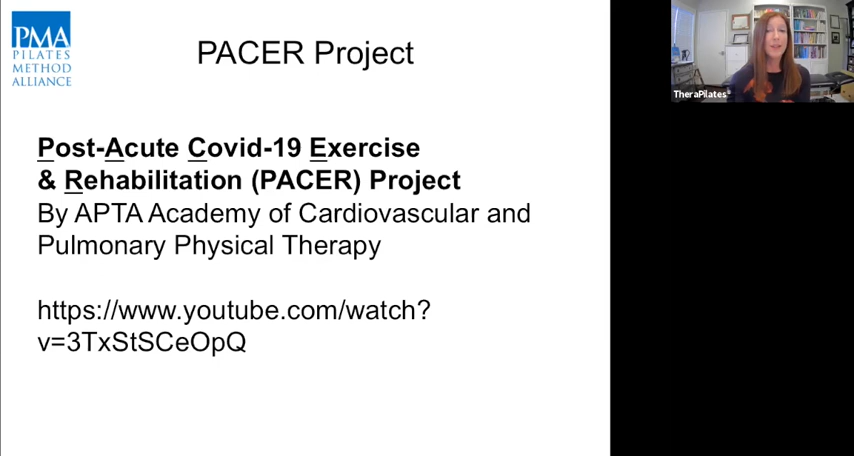 PMA
PILATES
METHOD
ALLIANCE
PACER Project
TheraPilates®
Post-Acute Covid-19 Exercise
& Rehabilitation (PACER) Project
By APTA Academy of Cardiovascular and
Pulmonary Physical Therapy
https://www.youtube.com/watch?
v=3TxStSCeOpQ